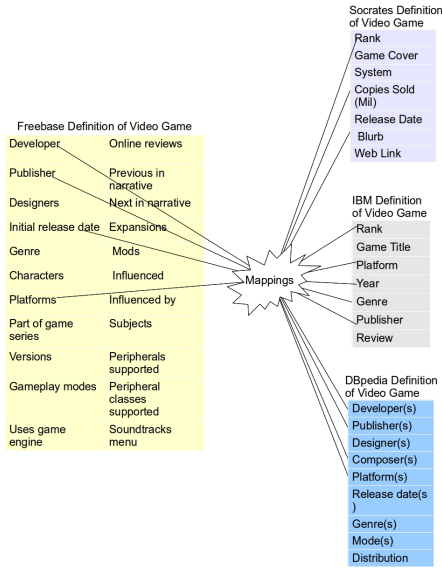 Socrates Definition
of Video Game
Rank
Game Cover
System
Copies Sold
(Mil)
Release Date
Blurb
Web Link
Freebase Definition of Video Game
Developer Online reviews
Publisher Previous in
narrative
Designers Next in narrative
Initial release date Expansions
Genre Mods
Characters Influenced
Platforms Influenced by
Part of game Subjects
series
Versions Peripherals
supported
Gameplay modes Peripheral
classes
supported
Uses game Soundtracks
engine menu
Mappings
IBM Definition
of Video Game
Rank
Game Title
Platform
Year
Genre
Publisher
Review
DBpedia Definition
of Video Game
Developer(s)
Publisher(s)
Designer(s)
Composer(s)
Platform(s)
Release date(s
)
Genre(s)
Mode(s)
Distribution